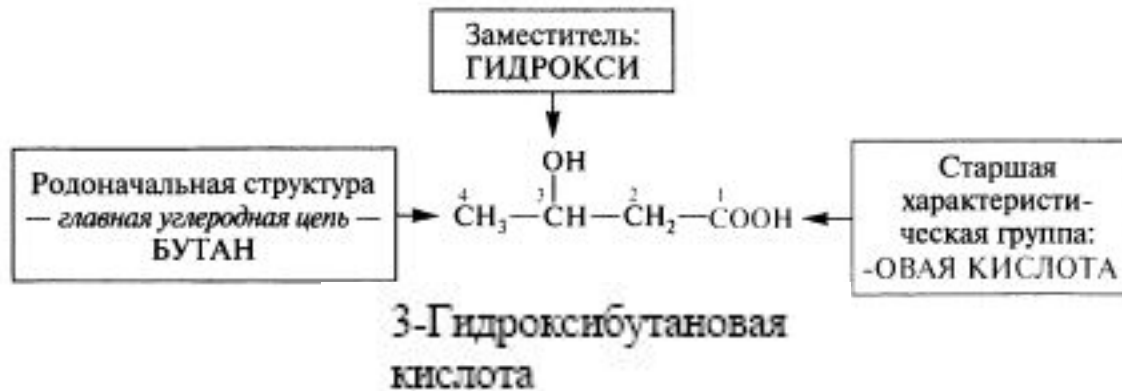 Заместитель:
ГИДРОКСИ
Родоначальная структура
— главная углеродная цепь —
БУТАН
OH
4 3 2 1
CH₃—CH—CH₂—COOH
Старшая
характеристи-
ческая группа:
-ОВАЯ КИСЛОТА
3-Гидроксибутановая
кислота